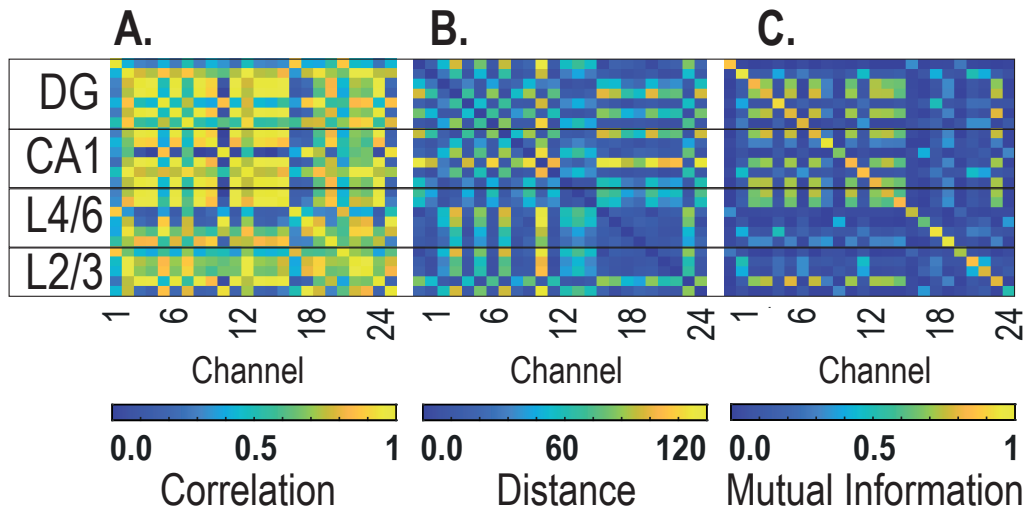 A. B. C.
DG
CA1
L4/6
L2/3
1 6 12 18 24 1 6 12 18 24 1 6 12 18 24
Channel Channel Channel
0.0 0.5 1 0.0 60 120 0.0 0.5 1
Correlation Distance Mutual Information